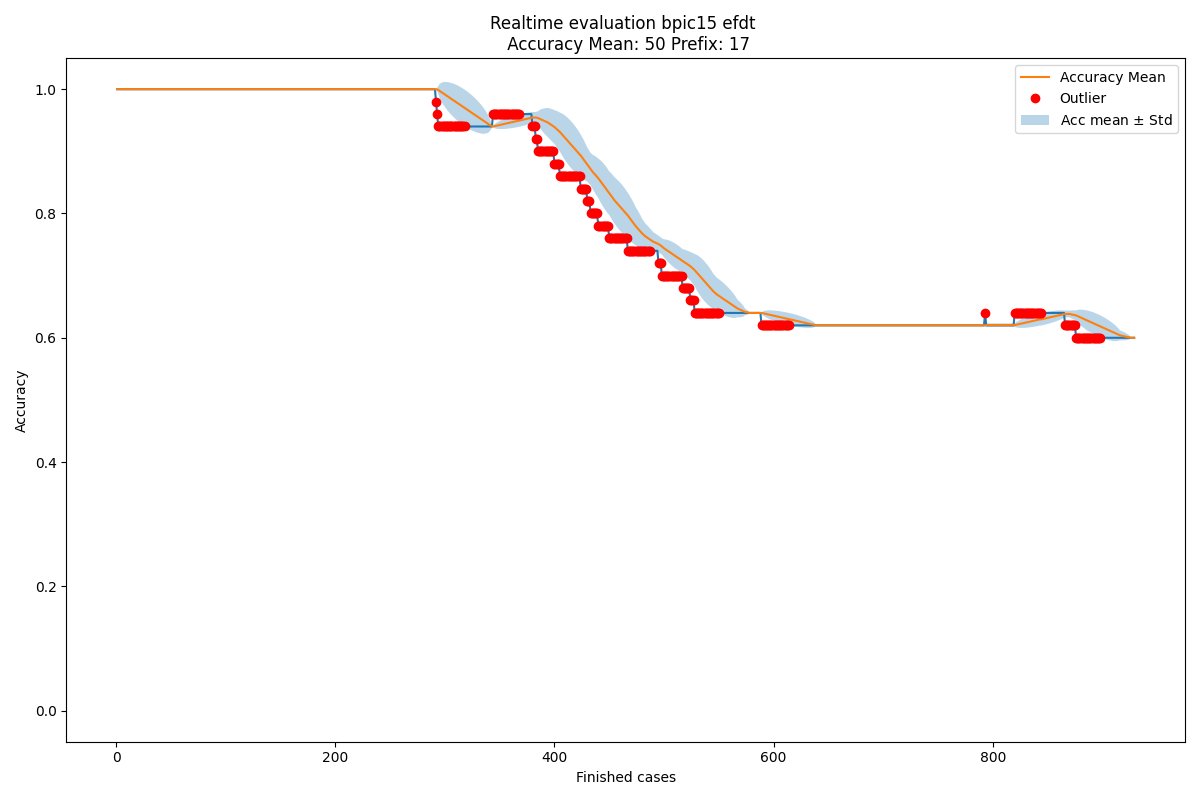 Realtime evaluation bpic15 efdt
Accuracy Mean: 50 Prefix: 17
Accuracy Mean
Outlier
Acc mean ± Std
Accuracy
1.0
0.8
0.6
0.4
0.2
0.0
0
200
400
600
800
Finished cases